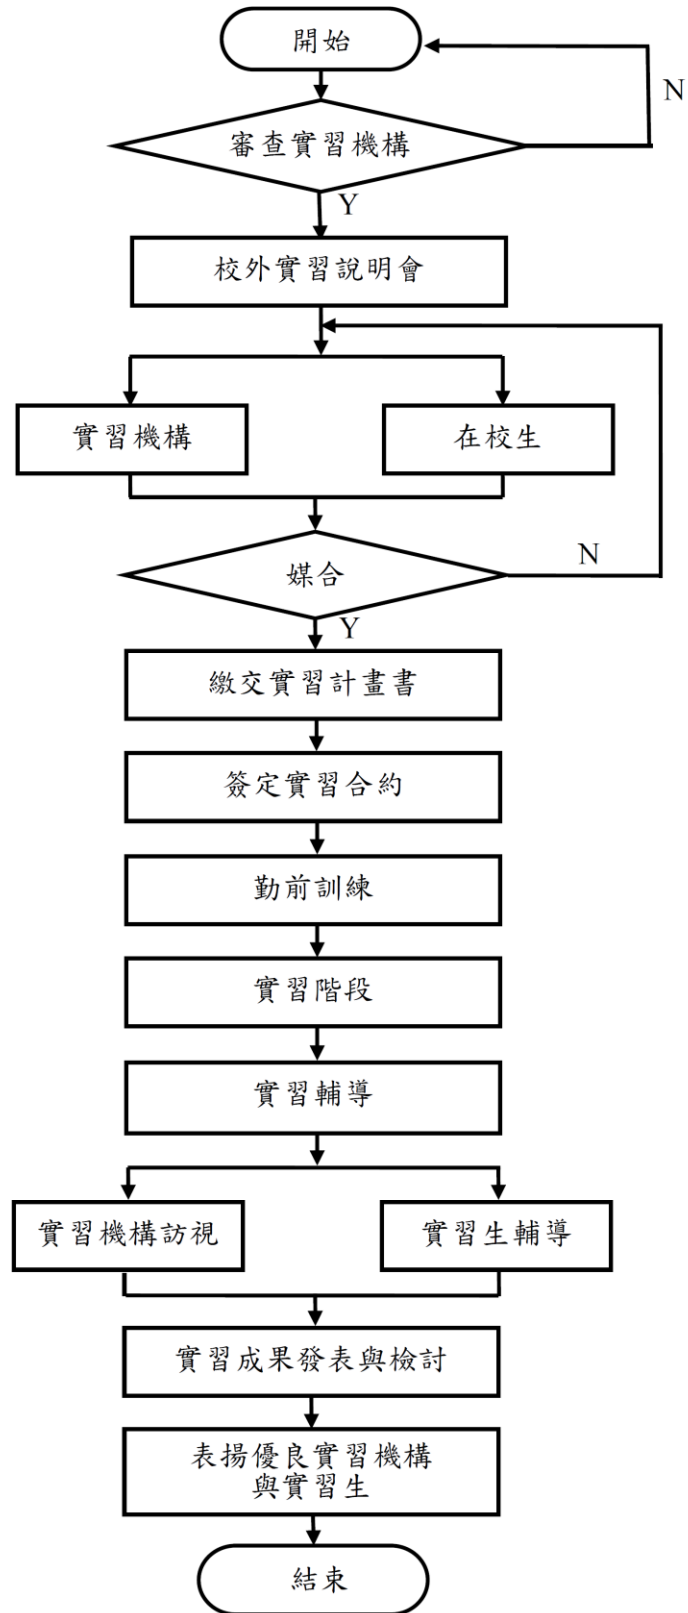 開始
N
審查實習機構
Y
校外實習說明會
實習機構
在校生
媒合
N
Y
繳交實習計畫書
簽定實習合約
勤前訓練
實習階段
實習輔導
實習機構訪視
實習生輔導
實習成果發表與檢討
表揚優良實習機構
與實習生
結束